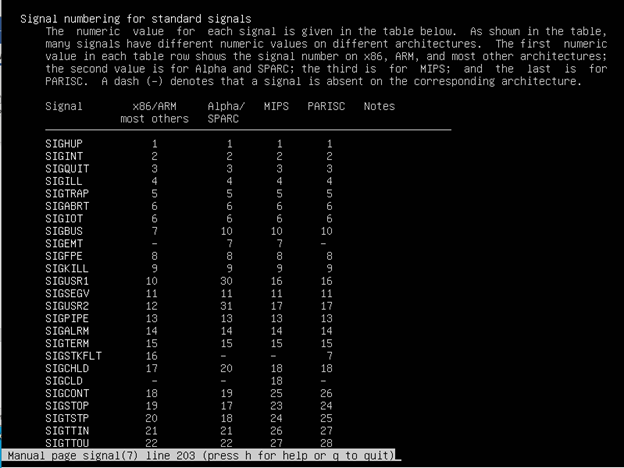 Signal numbering for standard signals
The numeric value for each signal is given in the table below. As shown in the table,
many signals have different numeric values on different architectures. The first numeric
value in each table row shows the signal number on x86, ARM, and most other architectures;
the second value is for Alpha and SPARC; the third is for MIPS; and the last is for
PARISC. A dash (-) denotes that a signal is absent on the corresponding architecture.
Signal x86/ARM Alpha/ MIPS PARISC Notes
most others SPARC
SIGHUP 1 1 1 1
SIGINT 2 2 2 2
SIGQUIT 3 3 3 3
SIGILL 4 4 4 4
SIGTRAP 5 5 5 5
SIGABRT 6 6 6 6
SIGIOT 6 6 6 6
SIGBUS 7 10 10 10
SIGEMT - 7 7 -
SIGFPE 8 8 8 8
SIGKILL 9 9 9 9
SIGUSR1 10 30 16 16
SIGSEGV 11 11 11 11
SIGUSR2 12 31 17 17
SIGPIPE 13 13 13 13
SIGALRM 14 14 14 14
SIGTERM 15 15 15 15
SIGSTKFLT 16 - - 7
SIGCHLD 17 20 18 18
SIGCLD - - 18 -
SIGCONT 18 19 25 26
SIGSTOP 19 17 23 24
SIGTSTP 20 18 24 25
SIGTTIN 21 21 26 27
SIGTTOU 22 22 27 28
Manual page signal(7) line 203 (press h for help or q to quit)